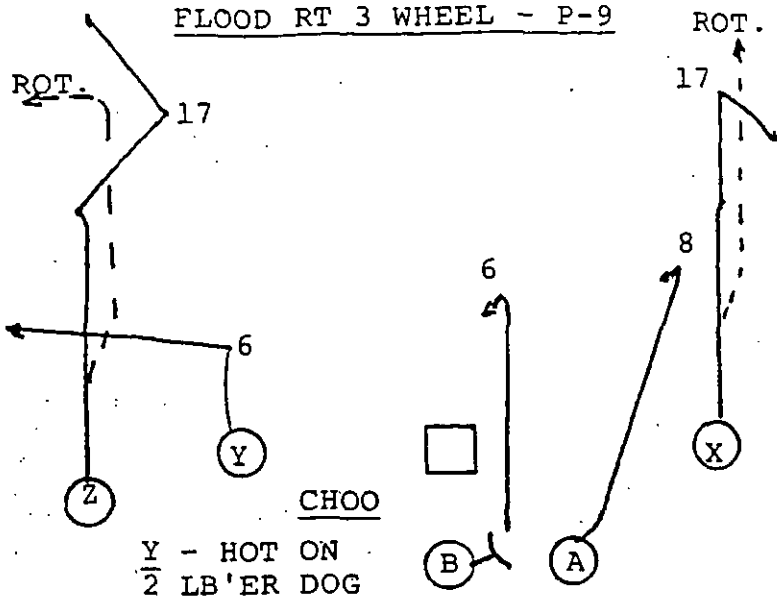 FLOOD RT 3 WHEEL - P-9
ROT.
ROT.
17
17
8
6
6
Y
X
Z
CHOO
Y - HOT ON
2 LB'ER DOG
B
A